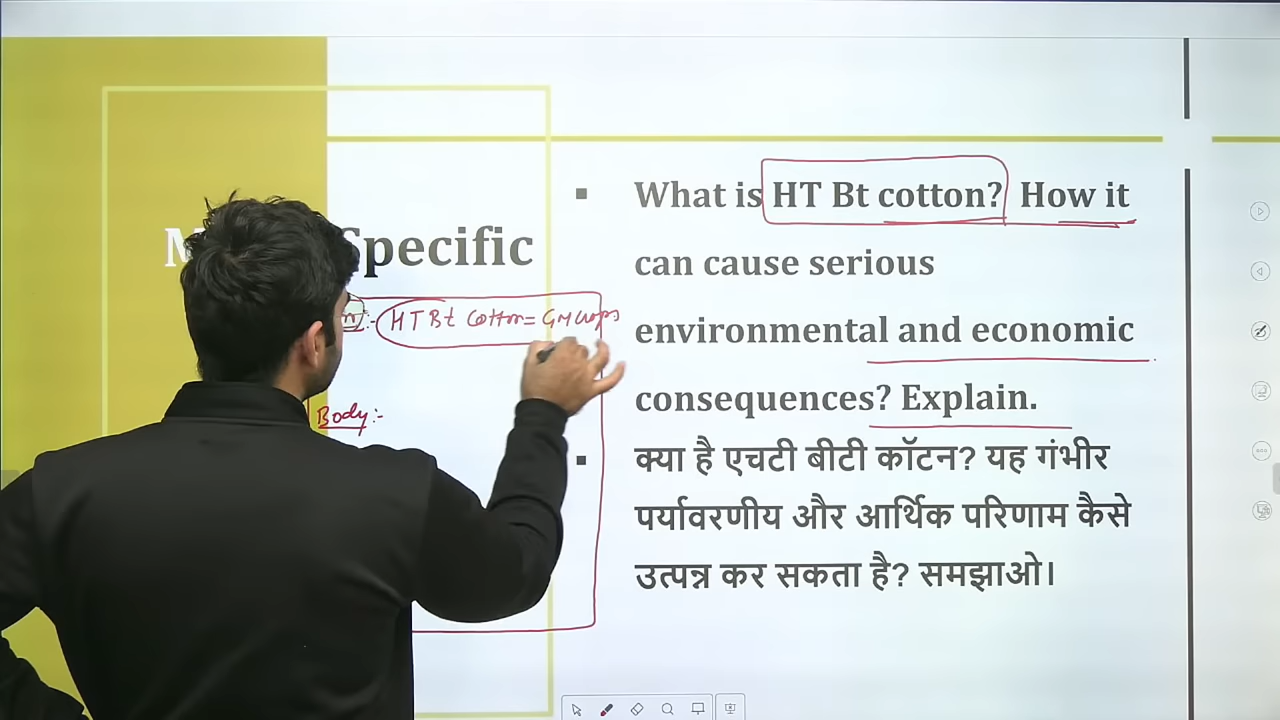 Specific
HT Bt Cotton = GM crops
Body:-
▪ What is HT Bt cotton? How it
can cause serious
environmental and economic
consequences? Explain.
▪ क्या है एचटी बीटी कॉटन? यह गंभीर
पर्यावरणीय और आर्थिक परिणाम कैसे
उत्पन्न कर सकता है? समझाओ।